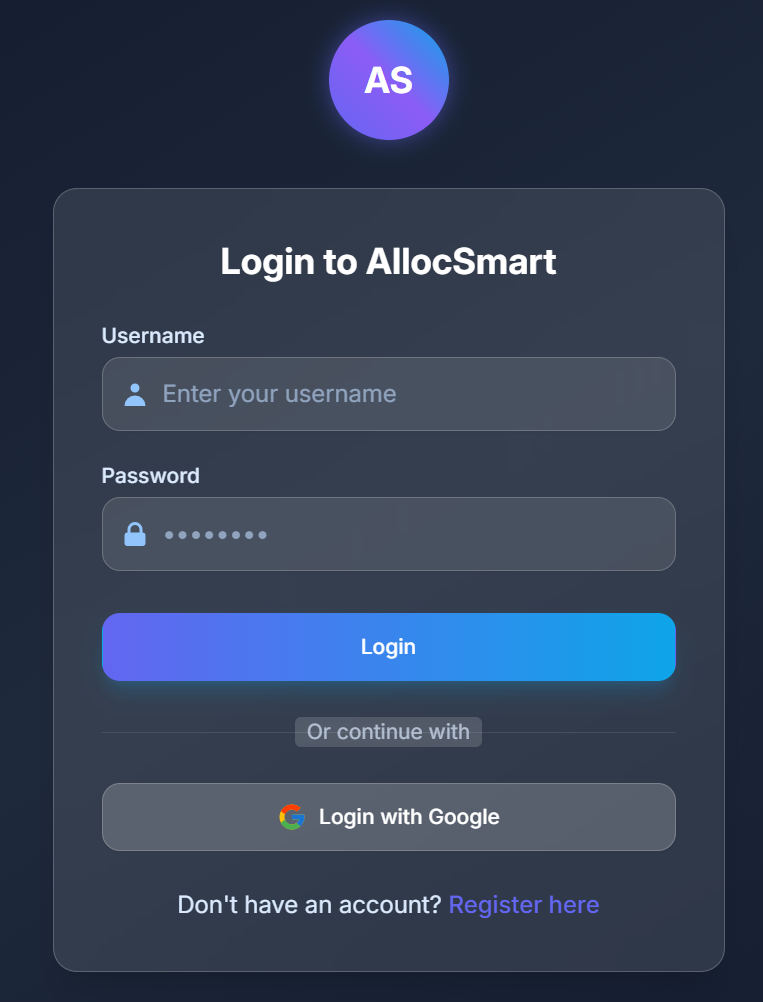 AS
Login to AllocSmart
Username
Enter your username
Password
••••••••
Login
Or continue with
Login with Google
Don't have an account? Register here